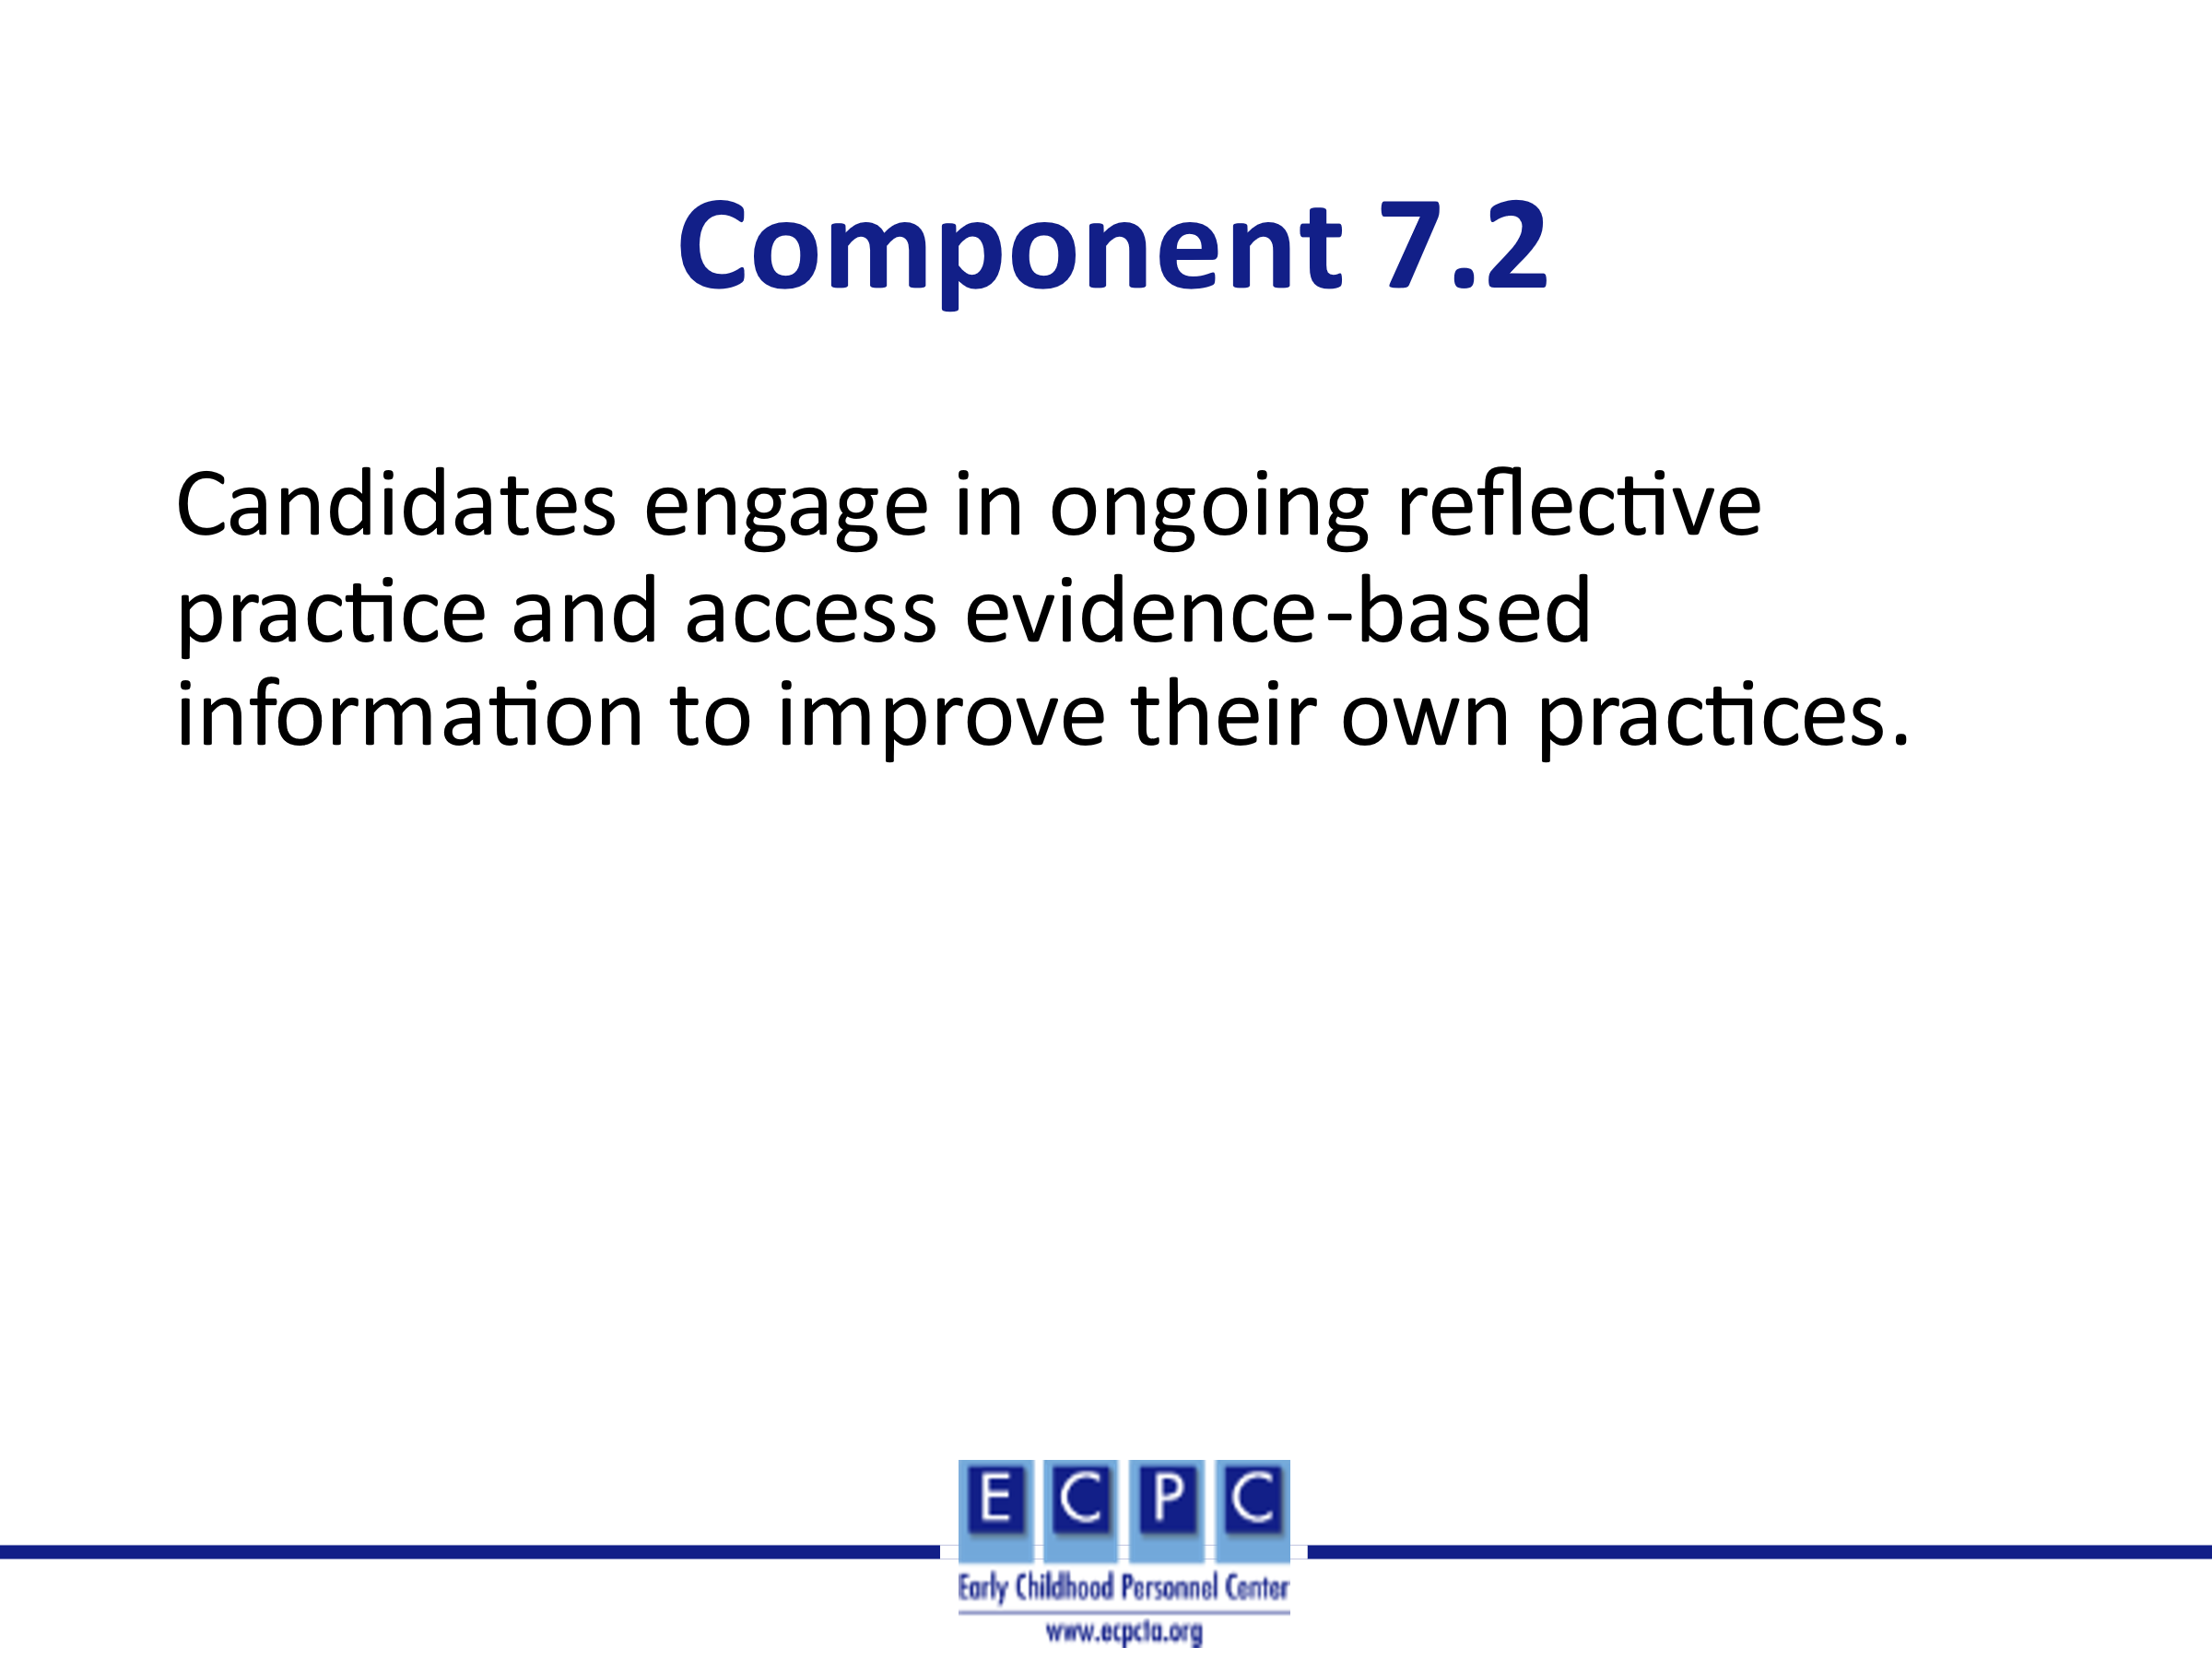 Component 7.2
Candidates engage in ongoing reflective
practice and access evidence-based
information to improve their own practices.
E C P C
Early Childhood Personnel Center
www.ecpcta.org